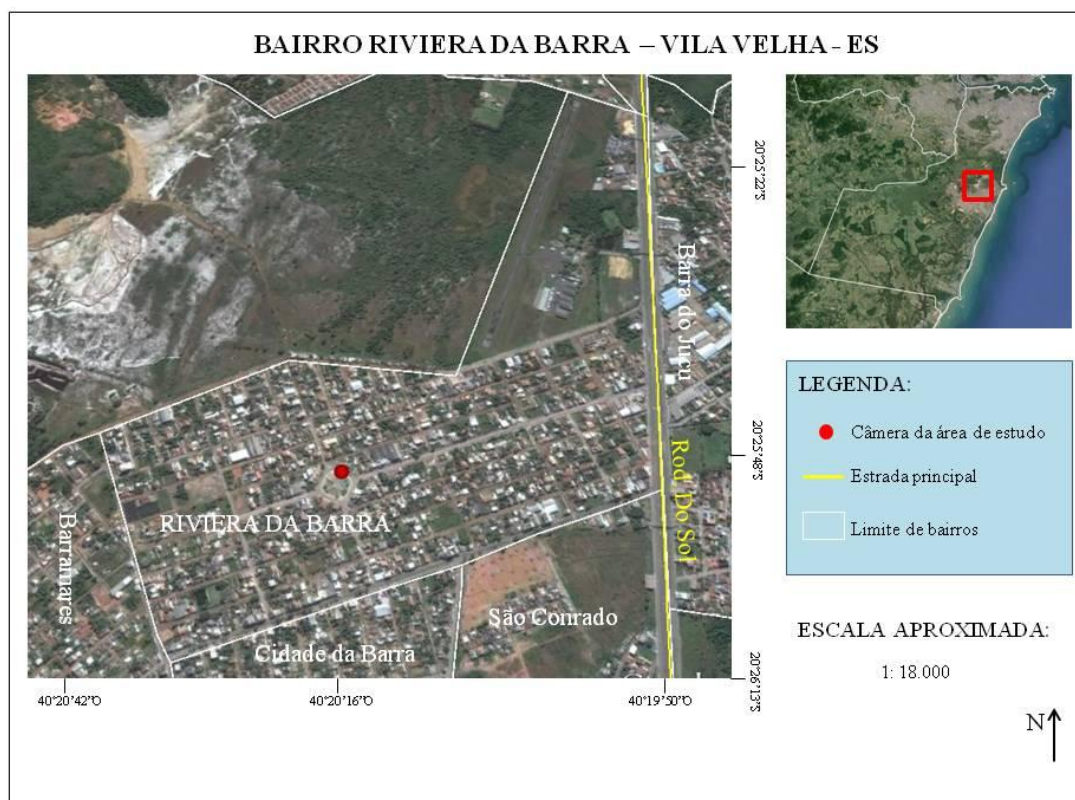 BAIRRO RIVIERA DA BARRA – VILA VELHA - ES
20°25'22"S
Barra do Jucu
20°25'48"S
Rod Do Sol
RIVIERA DA BARRA
Barramares
São Conrado
Cidade da Barra
20°26'13"S
40°20'42"O
40°20'16"O
40°19'50"O
LEGENDA:
Câmera da área de estudo
Estrada principal
Limite de bairros
ESCALA APROXIMADA:
1: 18.000
N